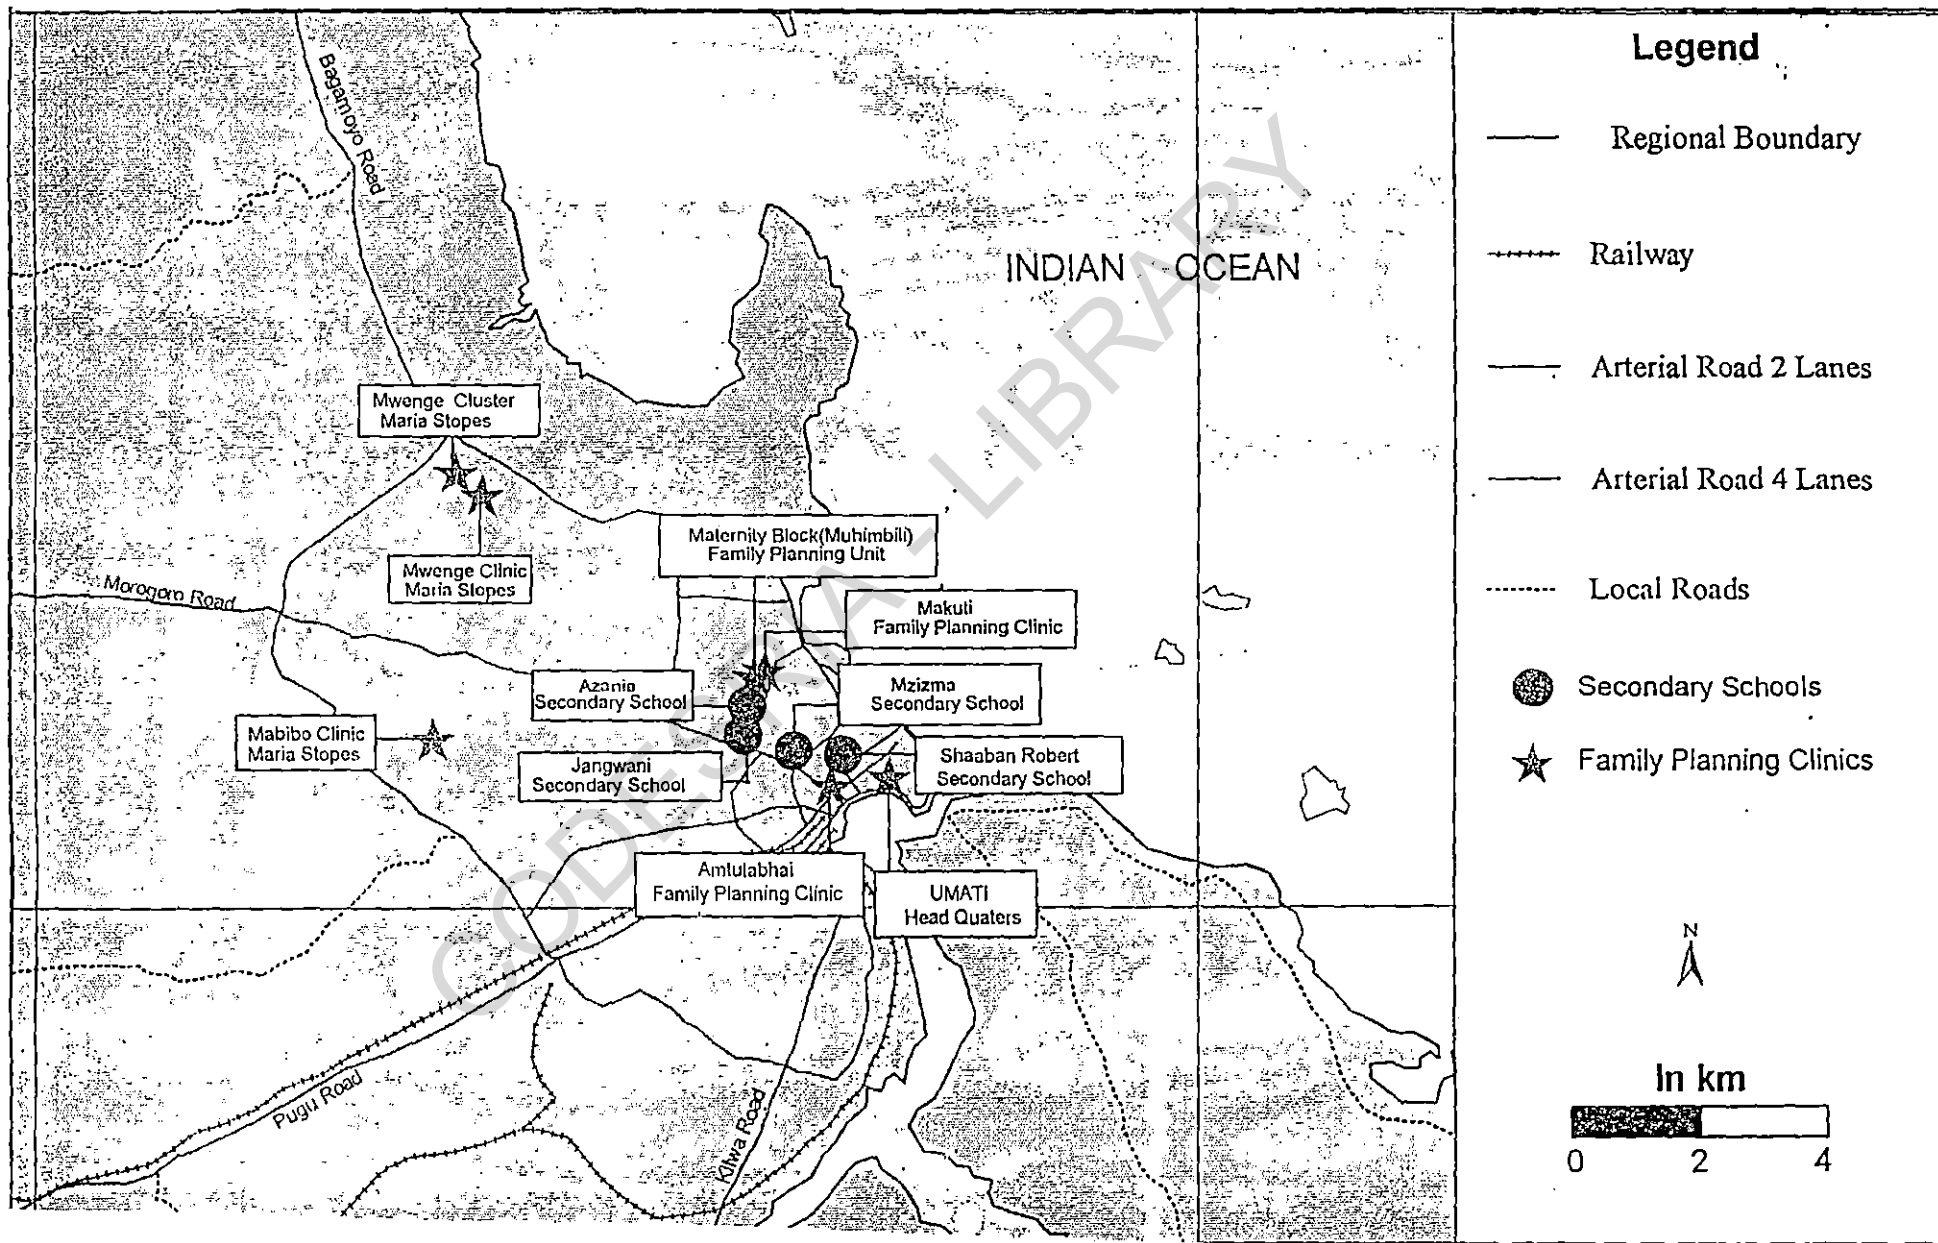 Legend
Regional Boundary
Railway
Arterial Road 2 Lanes
Arterial Road 4 Lanes
Local Roads
Secondary Schools
Family Planning Clinics
N
In km
0 2 4
Bagamoyo Road
INDIAN OCEAN
Mwenge Cluster
Maria Stopes
Mwenge Clinic
Maria Stopes
Maternity Block(Muhimbili)
Family Planning Unit
Morogoro Road
Makuti
Family Planning Clinic
Azania
Secondary School
Mzizma
Secondary School
Mabibo Clinic
Maria Stopes
Jangwani
Secondary School
Shaaban Robert
Secondary School
Amtulabhai
Family Planning Clinic
UMATI
Head Quaters
Pugu Road
Kilwa Road
CODESRIA - LIBRARY